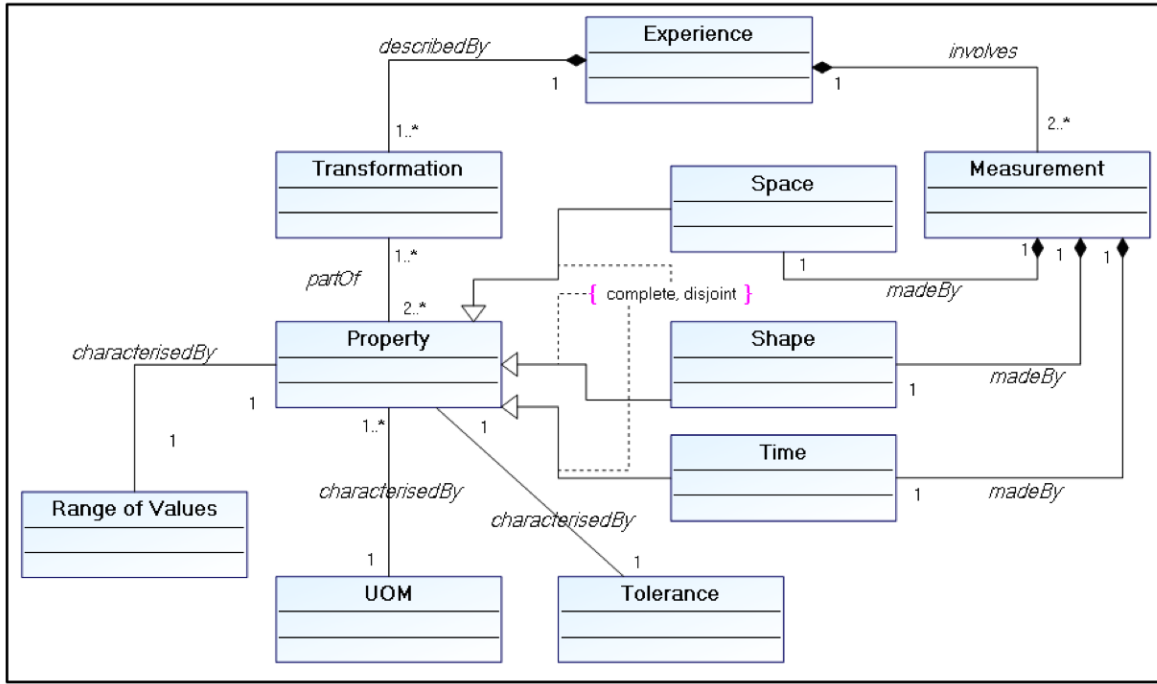 Experience
describedBy
involves
1
1
1..*
2..*
Transformation
Space
Measurement
1..*
1
1
1
1
partOf
madeBy
{ complete, disjoint }
2..*
Property
Shape
characterisedBy
madeBy
1
1
1..*
1
1
Time
characterisedBy
madeBy
1
Range of Values
characterisedBy
1
1
UOM
Tolerance